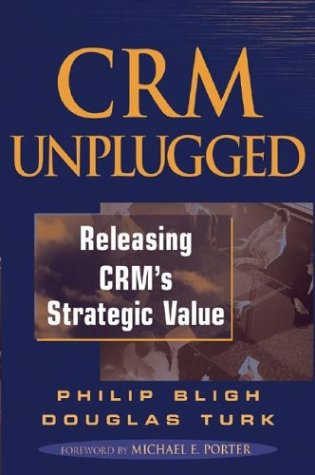 CRM
UNPLUGGED
Releasing
CRM's
Strategic Value
PHILIP BLIGH
DOUGLAS TURK
FOREWORD BY MICHAEL E. PORTER